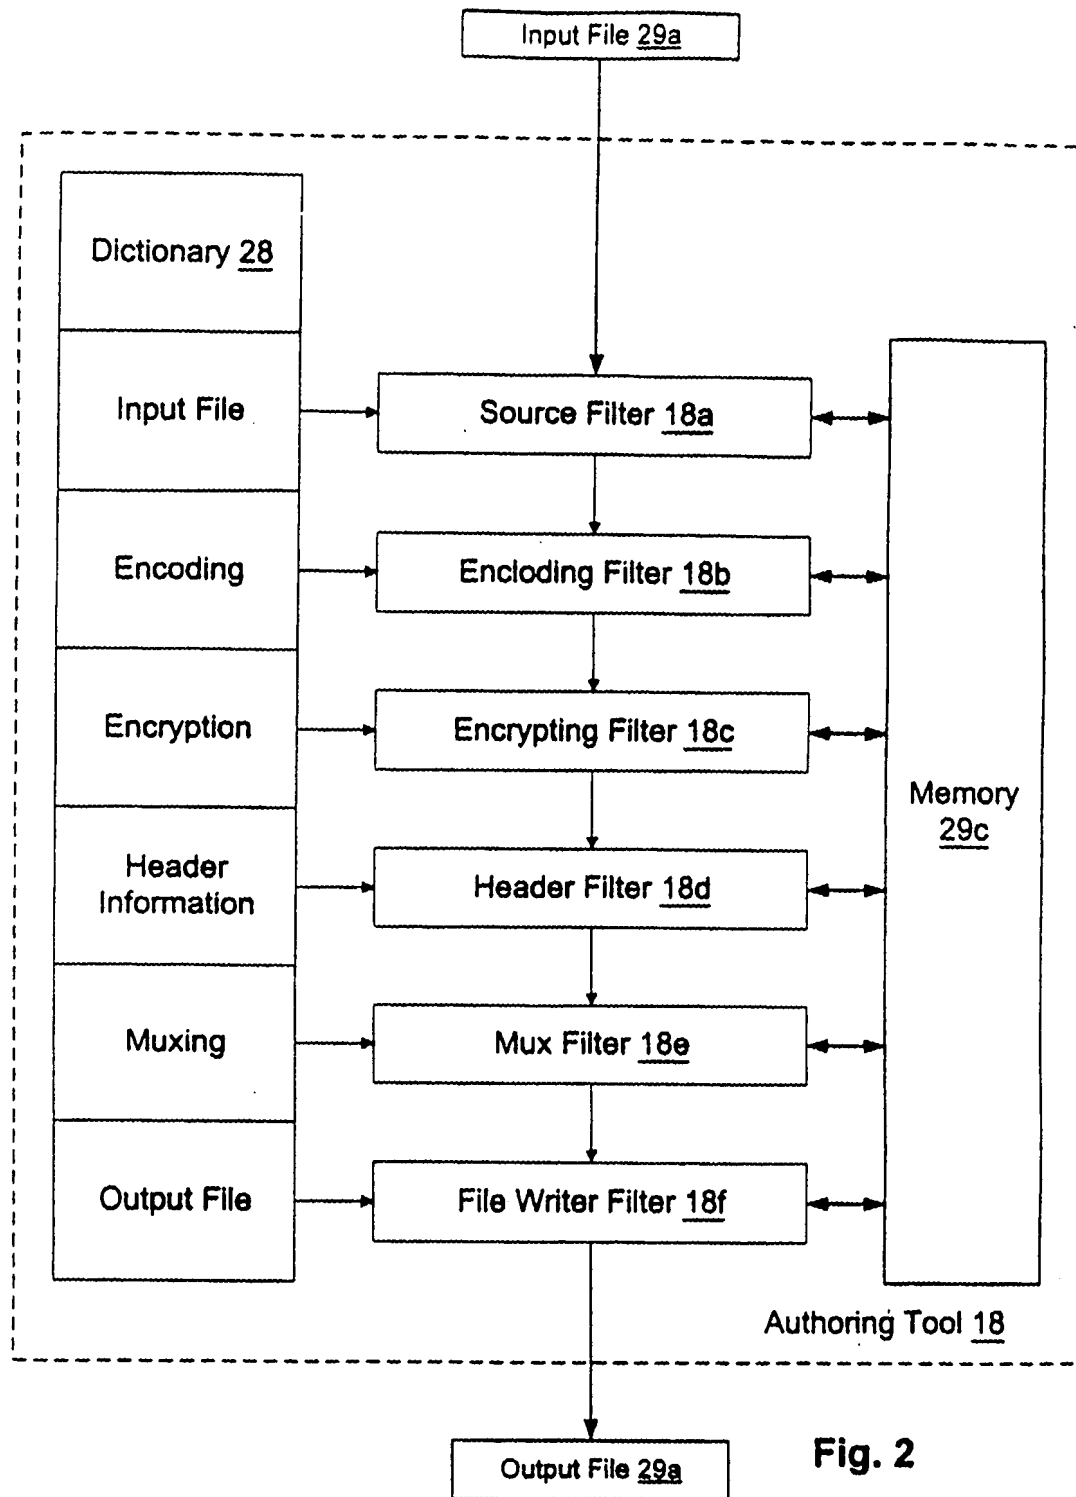 Input File 29a
Dictionary 28
Input File
Source Filter 18a
Encoding
Encloding Filter 18b
Encryption
Encrypting Filter 18c
Memory
29c
Header
Information
Header Filter 18d
Muxing
Mux Filter 18e
Output File
File Writer Filter 18f
Authoring Tool 18
Output File 29a
Fig. 2